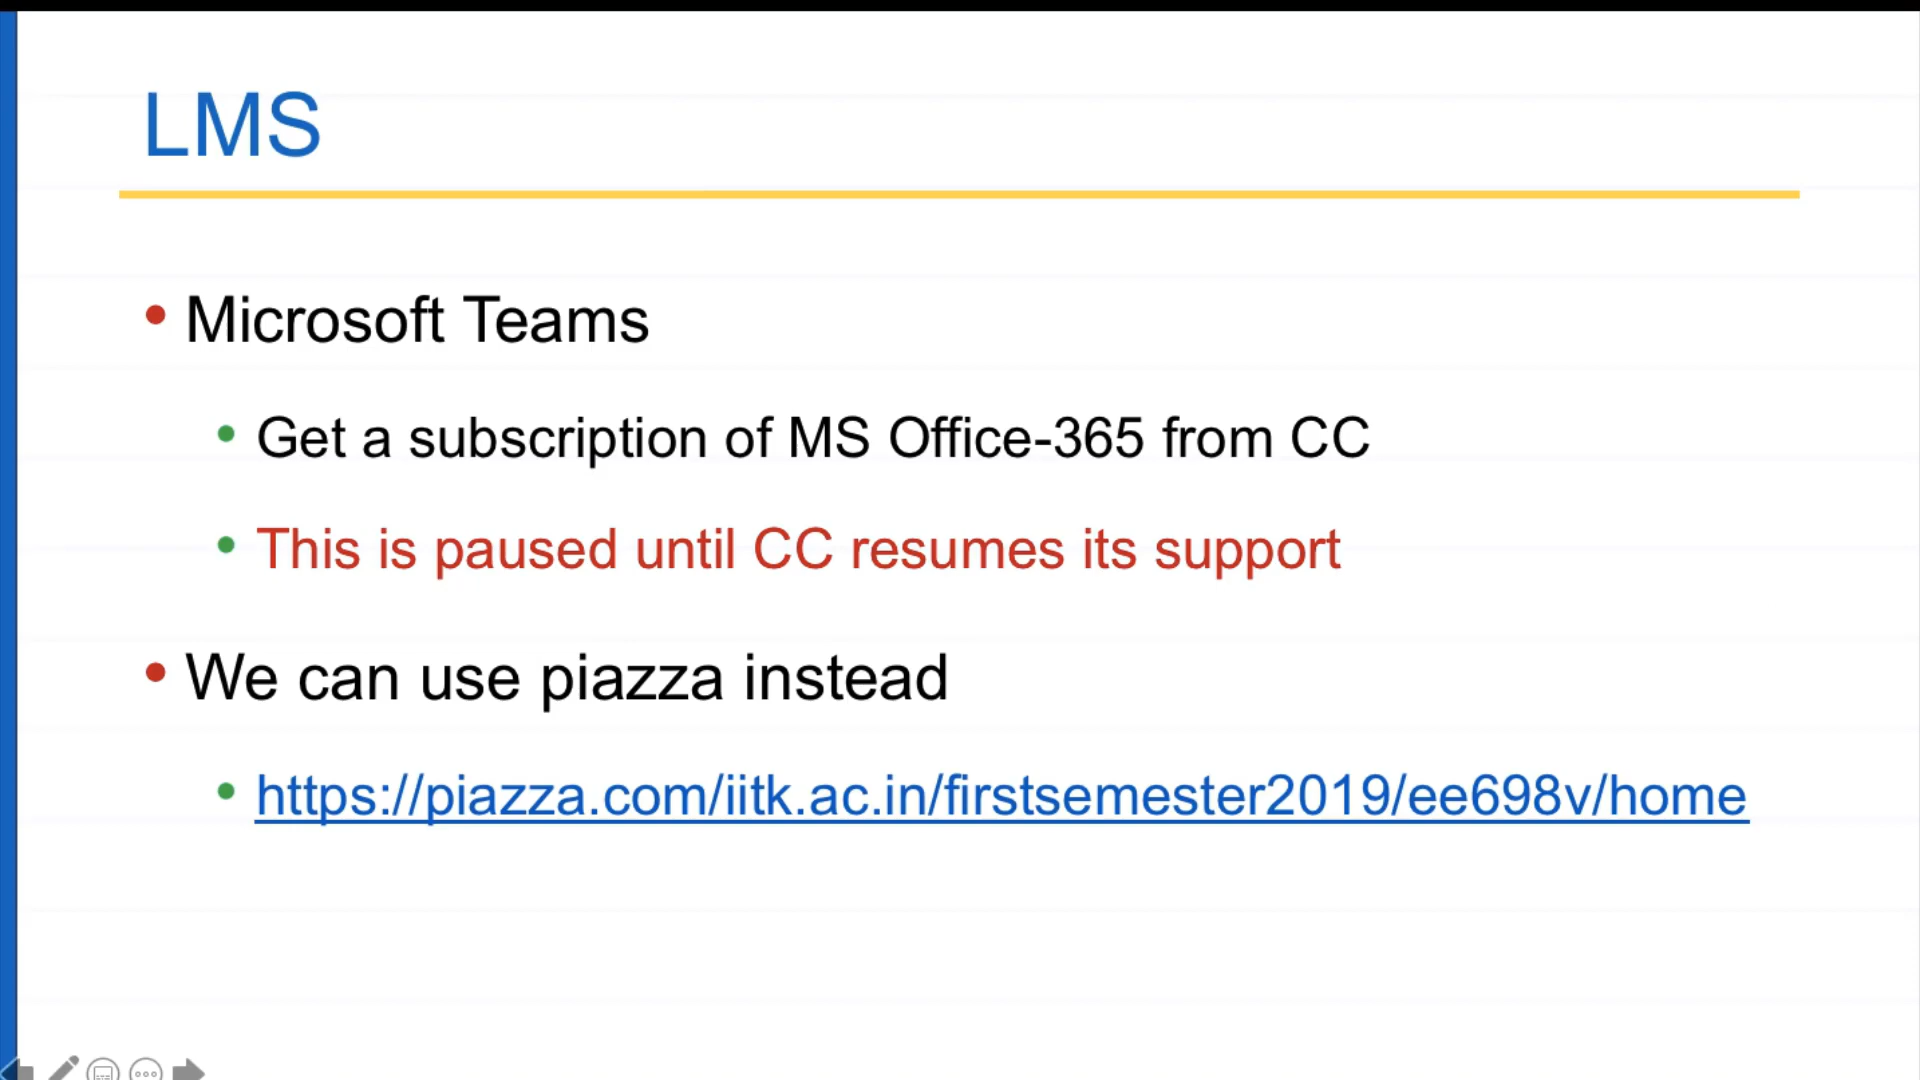 LMS
Microsoft Teams
Get a subscription of MS Office-365 from CC
This is paused until CC resumes its support
We can use piazza instead
https://piazza.com/iitk.ac.in/firstsemester2019/ee698v/home